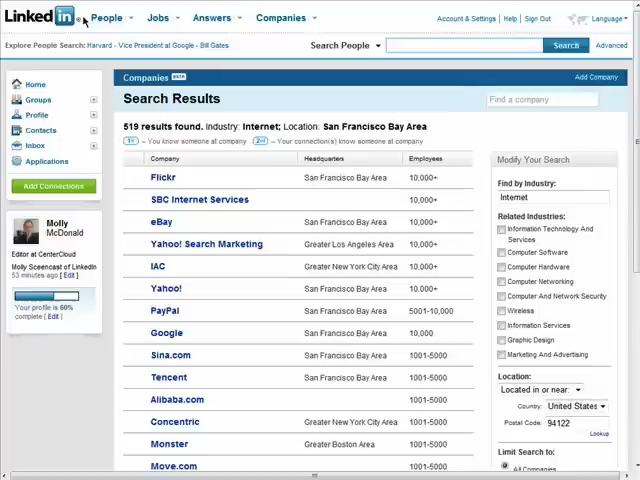 Linked in® People Jobs Answers Companies Account & Settings | Help | Sign Out Language
Explore People Search: Harvard - Vice President at Google - Bill Gates Search People Search Advanced
Home
Groups
Profile
Contacts
Inbox
Applications
Add Connections
Molly
McDonald
Editor at CenterCloud
Molly Sceencast of LinkedIn
53 minutes ago [ Edit ]
Your profile is 60%
complete [ Edit ]
Companies BETA Add Company
Search Results Find a company
519 results found. Industry: Internet; Location: San Francisco Bay Area
1st – You know someone at company 2nd – Your connection(s) know someone at company
Company Headquarters Employees
Flickr San Francisco Bay Area 10,000+
SBC Internet Services 10,000+
eBay San Francisco Bay Area 10,000+
Yahoo! Search Marketing Greater Los Angeles Area 10,000+
IAC Greater New York City Area 10,000+
Yahoo! San Francisco Bay Area 10,000+
PayPal San Francisco Bay Area 5001-10,000
Google San Francisco Bay Area 10,000
Sina.com San Francisco Bay Area 1001-5000
Tencent San Francisco Bay Area 1001-5000
Alibaba.com 1001-5000
Concentric Greater New York City Area 1001-5000
Monster Greater Boston Area 1001-5000
Move.com 1001-5000
Modify Your Search
Find by Industry:
Internet
Related Industries:
Information Technology And
Services
Computer Software
Computer Hardware
Computer Networking
Computer And Network Security
Wireless
Information Services
Graphic Design
Marketing And Advertising
Location:
Located in or near:
Country: United States
Postal Code: 94122
Lookup
Limit Search to:
All Companies